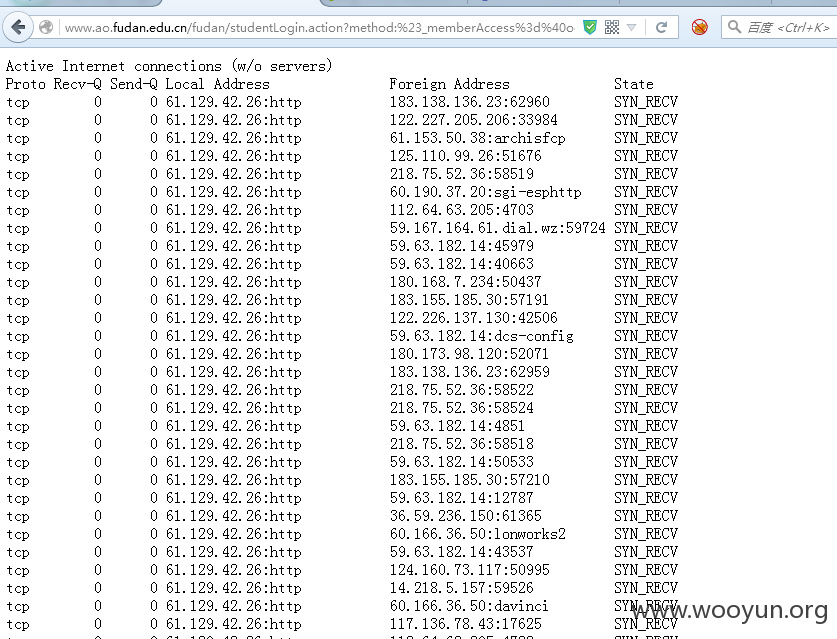 www.ao.fudan.edu.cn/fudan/studentLogin.action?method:%23_memberAccess%3d%40o
百度 <Ctrl+K>
Active Internet connections (w/o servers)
Proto Recv-Q Send-Q Local Address Foreign Address State
tcp 0 0 61.129.42.26:http 183.138.136.23:62960 SYN_RECV
tcp 0 0 61.129.42.26:http 122.227.205.206:33984 SYN_RECV
tcp 0 0 61.129.42.26:http 61.153.50.38:archisfcp SYN_RECV
tcp 0 0 61.129.42.26:http 125.110.99.26:51676 SYN_RECV
tcp 0 0 61.129.42.26:http 218.75.52.36:58519 SYN_RECV
tcp 0 0 61.129.42.26:http 60.190.37.20:sgi-esphttp SYN_RECV
tcp 0 0 61.129.42.26:http 112.64.63.205:4703 SYN_RECV
tcp 0 0 61.129.42.26:http 59.167.164.61.dial.wz:59724 SYN_RECV
tcp 0 0 61.129.42.26:http 59.63.182.14:45979 SYN_RECV
tcp 0 0 61.129.42.26:http 59.63.182.14:40663 SYN_RECV
tcp 0 0 61.129.42.26:http 180.168.7.234:50437 SYN_RECV
tcp 0 0 61.129.42.26:http 183.155.185.30:57191 SYN_RECV
tcp 0 0 61.129.42.26:http 122.226.137.130:42506 SYN_RECV
tcp 0 0 61.129.42.26:http 59.63.182.14:dcs-config SYN_RECV
tcp 0 0 61.129.42.26:http 180.173.98.120:52071 SYN_RECV
tcp 0 0 61.129.42.26:http 183.138.136.23:62959 SYN_RECV
tcp 0 0 61.129.42.26:http 218.75.52.36:58522 SYN_RECV
tcp 0 0 61.129.42.26:http 218.75.52.36:58524 SYN_RECV
tcp 0 0 61.129.42.26:http 59.63.182.14:4851 SYN_RECV
tcp 0 0 61.129.42.26:http 218.75.52.36:58518 SYN_RECV
tcp 0 0 61.129.42.26:http 59.63.182.14:50533 SYN_RECV
tcp 0 0 61.129.42.26:http 183.155.185.30:57210 SYN_RECV
tcp 0 0 61.129.42.26:http 59.63.182.14:12787 SYN_RECV
tcp 0 0 61.129.42.26:http 36.59.236.150:61365 SYN_RECV
tcp 0 0 61.129.42.26:http 60.166.36.50:lonworks2 SYN_RECV
tcp 0 0 61.129.42.26:http 59.63.182.14:43537 SYN_RECV
tcp 0 0 61.129.42.26:http 124.160.73.117:50995 SYN_RECV
tcp 0 0 61.129.42.26:http 14.218.5.157:59526 SYN_RECV
tcp 0 0 61.129.42.26:http 60.166.36.50:davinci SYN_RECV
tcp 0 0 61.129.42.26:http 117.136.78.43:17625 SYN_RECV
www.wooyun.org